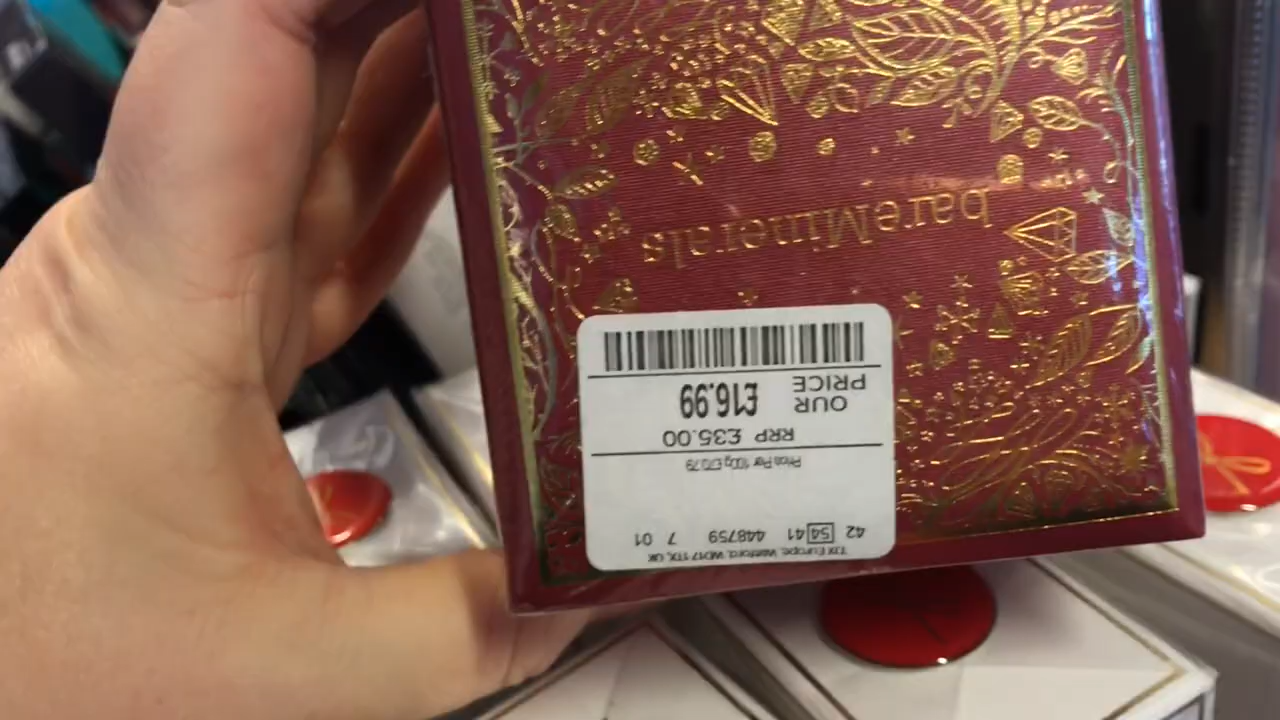 TJX Europe, Watford, WD17 1TX, UK
42 54 41 448759 7 01
Price Per 100g £70.79
RRP £35.00
OUR PRICE £16.99
bareMinerals